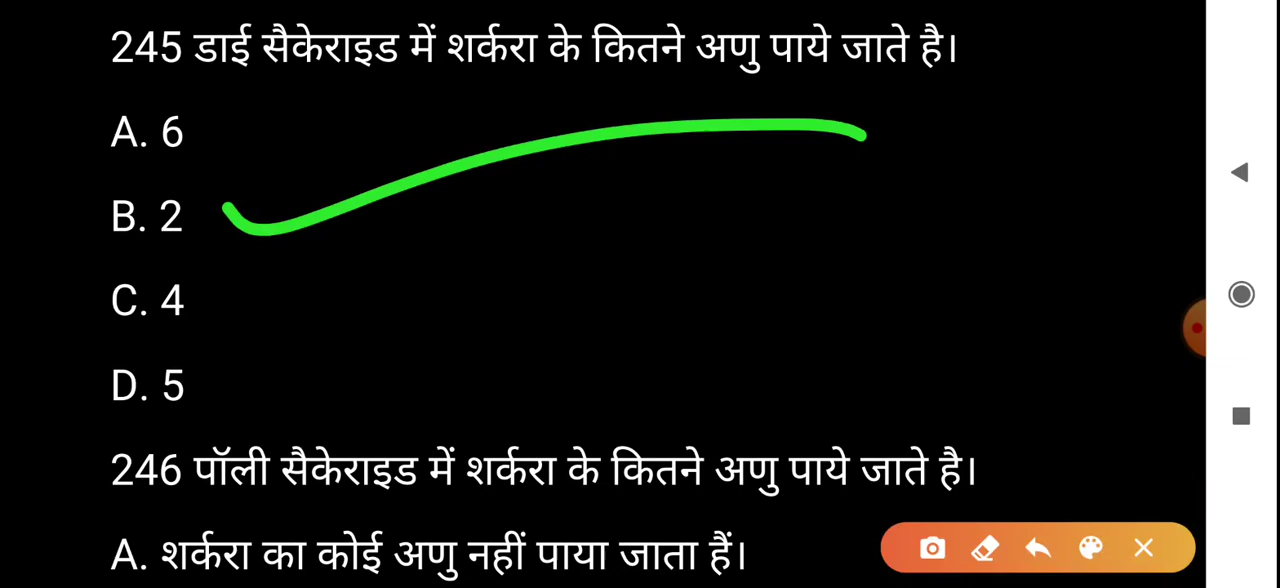 245 डाई सैकेराइड में शर्करा के कितने अणु पाये जाते है।
A. 6
B. 2
C. 4
D. 5
246 पॉली सैकेराइड में शर्करा के कितने अणु पाये जाते है।
A. शर्करा का कोई अणु नहीं पाया जाता हैं।